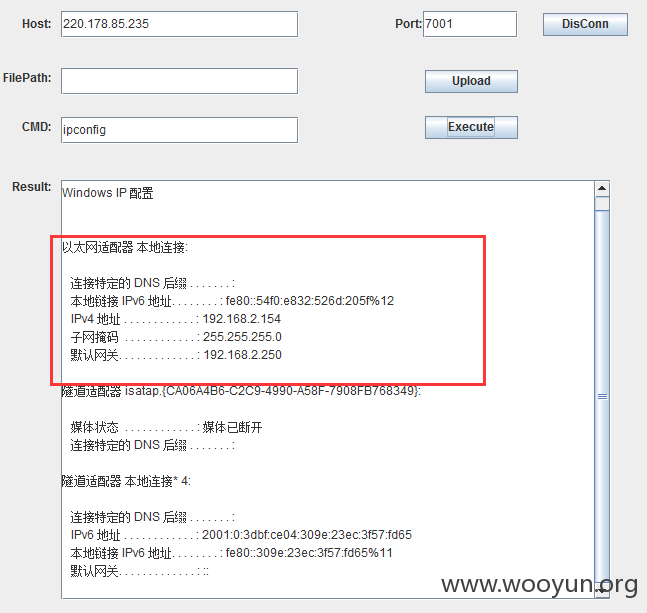 Host: 220.178.85.235 Port: 7001 DisConn
FilePath: Upload
CMD: ipconfig Execute
Result:
Windows IP 配置
以太网适配器 本地连接:
连接特定的 DNS 后缀 . . . . . . . :
本地链接 IPv6 地址. . . . . . . . : fe80::54f0:e832:526d:205f%12
IPv4 地址 . . . . . . . . . . . . : 192.168.2.154
子网掩码 . . . . . . . . . . . . : 255.255.255.0
默认网关. . . . . . . . . . . . . : 192.168.2.250
隧道适配器 isatap.{CA06A4B6-C2C9-4990-A58F-7908FB768349}:
媒体状态 . . . . . . . . . . . . : 媒体已断开
连接特定的 DNS 后缀 . . . . . . . :
隧道适配器 本地连接* 4:
连接特定的 DNS 后缀 . . . . . . . :
IPv6 地址 . . . . . . . . . . . . : 2001:0:3dbf:ce04:309e:23ec:3f57:fd65
本地链接 IPv6 地址. . . . . . . . : fe80::309e:23ec:3f57:fd65%11
默认网关. . . . . . . . . . . . . : ::
www.wooyun.org